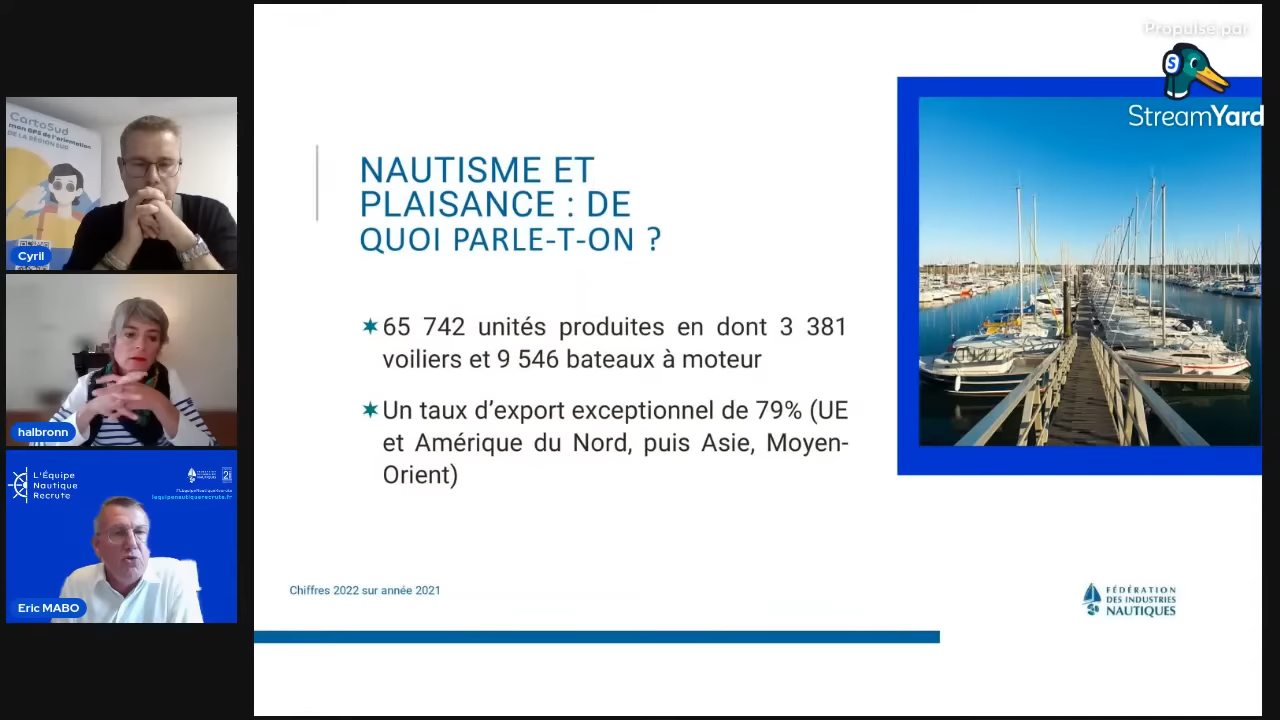 Propulsé par
S
StreamYard
CartoSud
mon GPS de l'orientation
DE LA RÉGION SUD
Cyril
halbronn
L'Équipe
Nautique
Recrute
lequipenautiquerecrute.fr
Eric MABO
NAUTISME ET
PLAISANCE : DE
QUOI PARLE-T-ON ?
65 742 unités produites en dont 3 381
voiliers et 9 546 bateaux à moteur
Un taux d'export exceptionnel de 79% (UE
et Amérique du Nord, puis Asie, Moyen-
Orient)
Chiffres 2022 sur année 2021
FÉDÉRATION
DES INDUSTRIES
NAUTIQUES